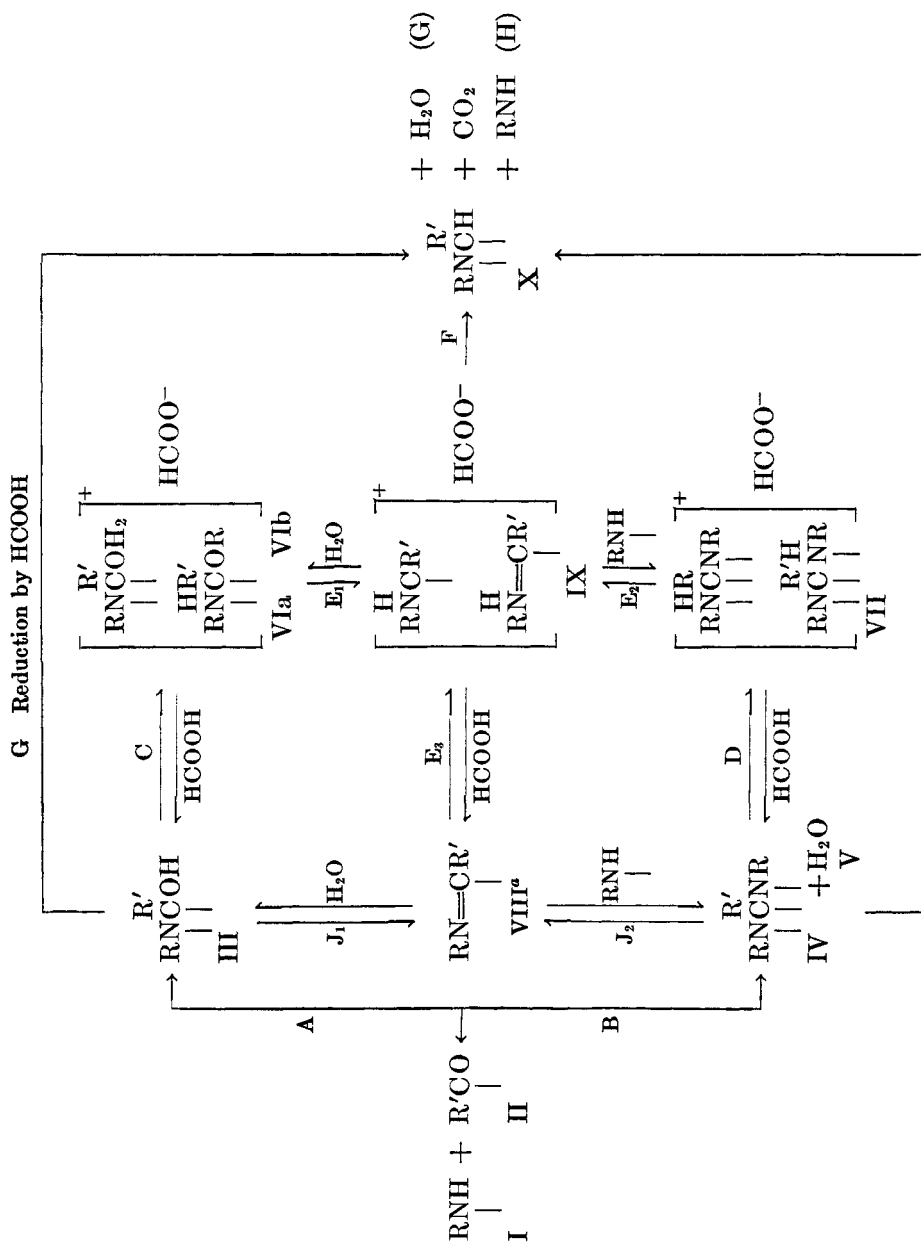 G Reduction by HCOOH
R'
RNCOH
III
C
HCOOH
R'
RNCOH₂
HR'
RNCOR
VIa VIb
+
HCOO⁻
J₁ H₂O
E₁ H₂O
A
B
RNH + R'CO
I II
RN=CR'
VIIIᵃ
E₃
HCOOH
H
RNCR'
H
RN=CR'
IX
+
HCOO⁻
F
R'
RNCH
X
+ H₂O (G)
+ CO₂
+ RNH (H)
J₂ RNH
E₂ RNH
R'
RNCNR
IV
+H₂O
V
D
HCOOH
HR
RNCNR
R'H
RNCNR
VII
+
HCOO⁻